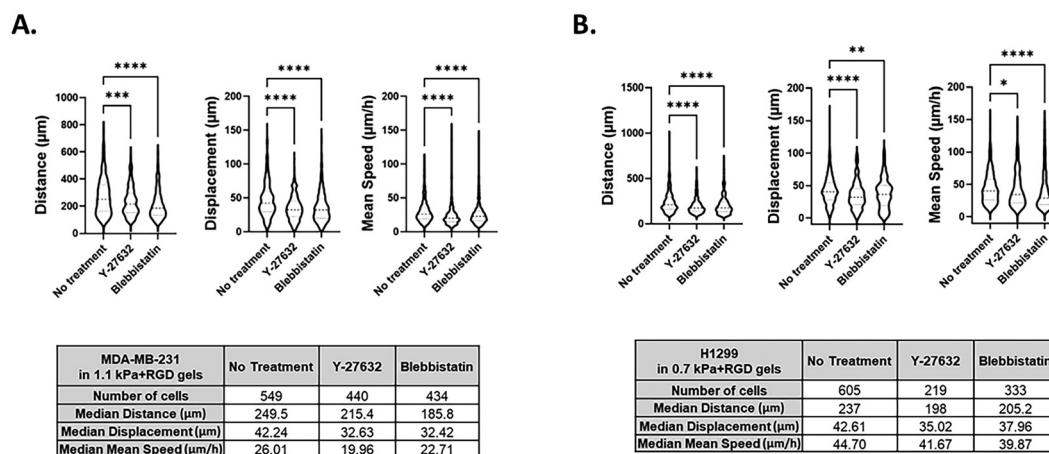 A.
B.
Distance (µm)
1000
800
600
400
200
0
*** 
****
No treatment
Y-27632
Blebbistatin
Displacement (µm)
200
150
100
50
0
****
****
No treatment
Y-27632
Blebbistatin
Mean Speed (µm/h)
200
150
100
50
0
****
****
No treatment
Y-27632
Blebbistatin
Distance (µm)
1500
1000
500
0
****
****
No treatment
Y-27632
Blebbistatin
Displacement (µm)
200
150
100
50
0
**
****
No treatment
Y-27632
Blebbistatin
Mean Speed (µm/h)
200
150
100
50
0
****
*
No treatment
Y-27632
Blebbistatin
MDA-MB-231
in 1.1 kPa+RGD gels
No Treatment Y-27632 Blebbistatin
Number of cells 549 440 434
Median Distance (µm) 249.5 215.4 185.8
Median Displacement (µm) 42.24 32.63 32.42
Median Mean Speed (µm/h) 26.01 19.96 22.71
H1299
in 0.7 kPa+RGD gels
No Treatment Y-27632 Blebbistatin
Number of cells 605 219 333
Median Distance (µm) 237 198 205.2
Median Displacement (µm) 42.61 35.02 37.96
Median Mean Speed (µm/h) 44.70 41.67 39.87